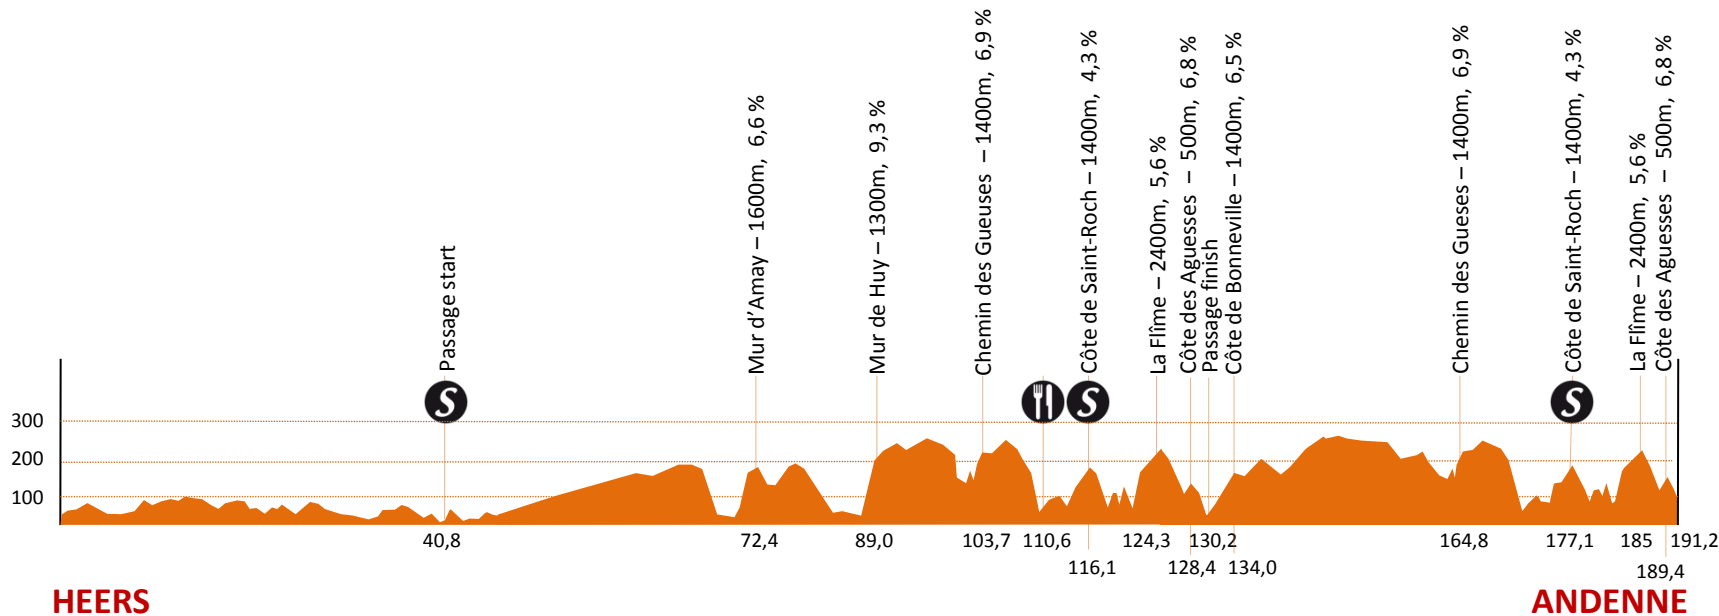 Passage start
Mur d’Amay – 1600m, 6,6 %
Mur de Huy – 1300m, 9,3 %
Chemin des Gueuses – 1400m, 6,9 %
Côte de Saint-Roch – 1400m, 4,3 %
La Flîme – 2400m, 5,6 %
Côte des Aguesses – 500m, 6,8 %
Passage finish
Côte de Bonneville – 1400m, 6,5 %
Chemin des Gueses – 1400m, 6,9 %
Côte de Saint-Roch – 1400m, 4,3 %
La Flîme – 2400m, 5,6 %
Côte des Aguesses – 500m, 6,8 %
S
S
S
300
200
100
40,8
72,4
89,0
103,7
110,6
116,1
124,3
128,4
130,2
134,0
164,8
177,1
185
189,4
191,2
HEERS
ANDENNE